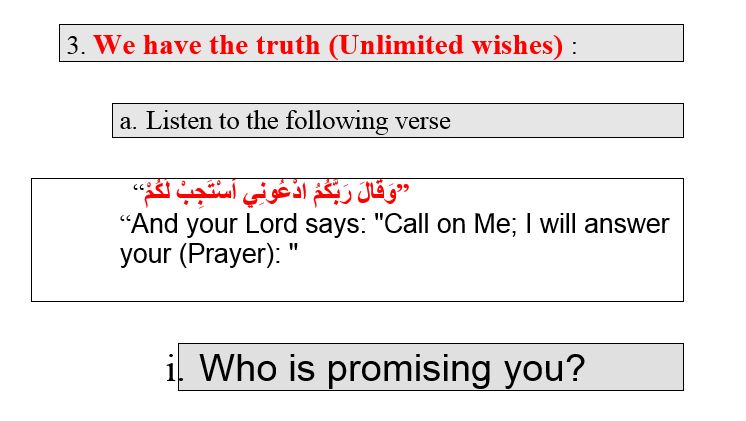 3. We have the truth (Unlimited wishes) :
a. Listen to the following verse
“وَقَالَ رَبُّكُمُ ادْعُونِي أَسْتَجِبْ لَكُمْ”
“And your Lord says: "Call on Me; I will answer
your (Prayer): "
i. Who is promising you?